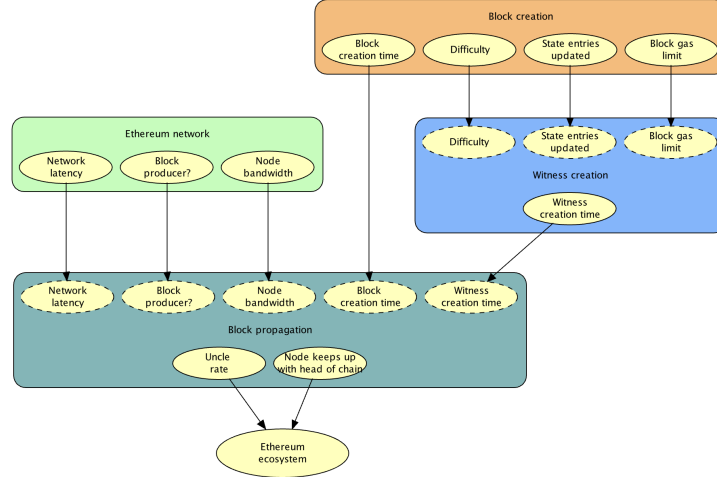 Block creation
Block
creation time
Difficulty
State entries
updated
Block gas
limit
Ethereum network
Network
latency
Block
producer?
Node
bandwidth
Difficulty
State entries
updated
Block gas
limit
Witness creation
Witness
creation time
Network
latency
Block
producer?
Node
bandwidth
Block
creation time
Witness
creation time
Block propagation
Uncle
rate
Node keeps up
with head of chain
Ethereum
ecosystem